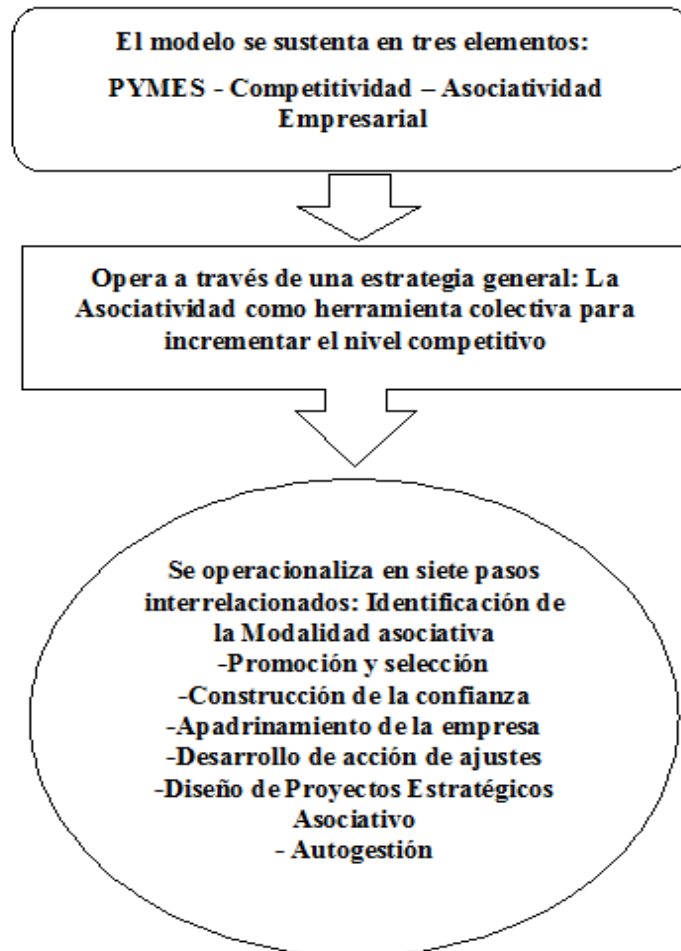 El modelo se sustenta en tres elementos:
PYMES - Competitividad – Asociatividad
Empresarial
Opera a través de una estrategia general: La
Asociatividad como herramienta colectiva para
incrementar el nivel competitivo
Se operacionaliza en siete pasos
interrelacionados: Identificación de
la Modalidad asociativa
-Promoción y selección
-Construcción de la confianza
-Apadrinamiento de la empresa
-Desarrollo de acción de ajustes
-Diseño de Proyectos Estratégicos
Asociativo
- Autogestión